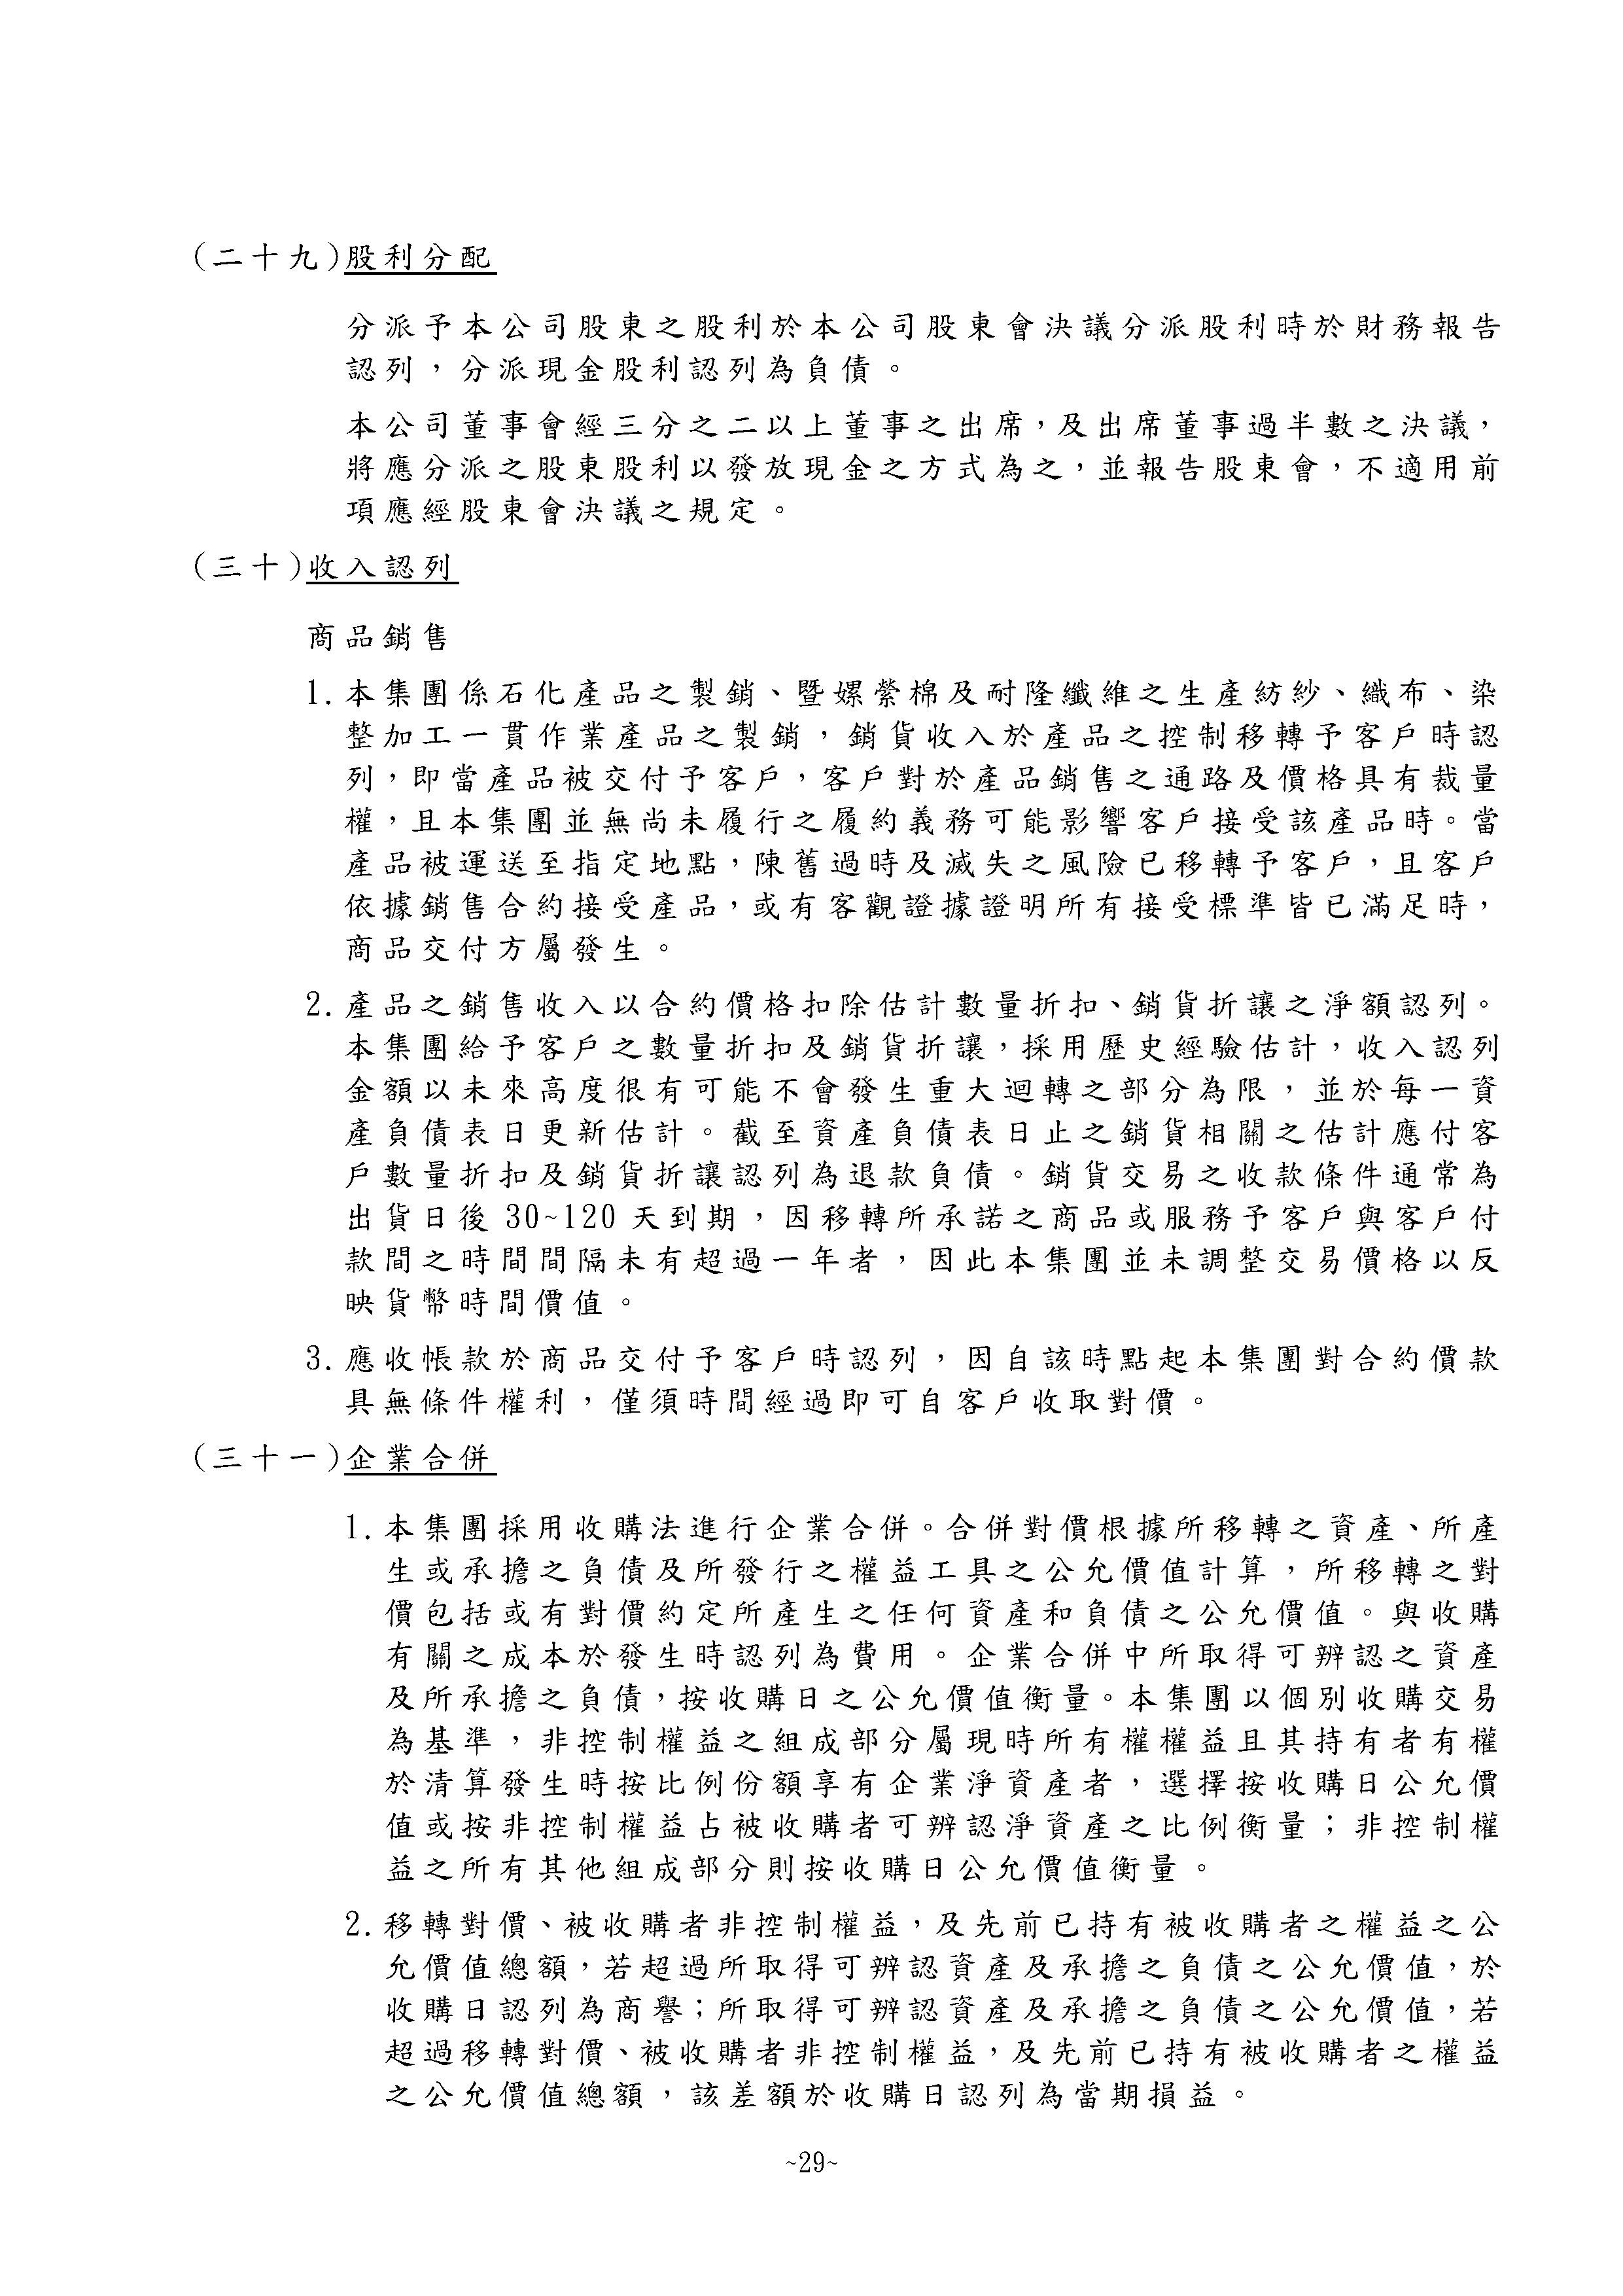 (二十九)股利分配
分派予本公司股東之股利於本公司股東會決議分派股利時於財務報告
認列，分派現金股利認列為負債。
本公司董事會經三分之二以上董事之出席，及出席董事過半數之決議，
將應分派之股東股利以發放現金之方式為之，並報告股東會，不適用前
項應經股東會決議之規定。
(三十)收入認列
商品銷售
1.本集團係石化產品之製銷、暨嫘縈棉及耐隆纖維之生產紡紗、織布、染
整加工一貫作業產品之製銷，銷貨收入於產品之控制移轉予客戶時認
列，即當產品被交付予客戶，客戶對於產品銷售之通路及價格具有裁量
權，且本集團並無尚未履行之履約義務可能影響客戶接受該產品時。當
產品被運送至指定地點，陳舊過時及滅失之風險已移轉予客戶，且客戶
依據銷售合約接受產品，或有客觀證據證明所有接受標準皆已滿足時，
商品交付方屬發生。
2.產品之銷售收入以合約價格扣除估計數量折扣、銷貨折讓之淨額認列。
本集團給予客戶之數量折扣及銷貨折讓，採用歷史經驗估計，收入認列
金額以未來高度很有可能不會發生重大迴轉之部分為限，並於每一資
產負債表日更新估計。截至資產負債表日止之銷貨相關之估計應付客
戶數量折扣及銷貨折讓認列為退款負債。銷貨交易之收款條件通常為
出貨日後 30~120 天到期，因移轉所承諾之商品或服務予客戶與客戶付
款間之時間間隔未有超過一年者，因此本集團並未調整交易價格以反
映貨幣時間價值。
3.應收帳款於商品交付予客戶時認列，因自該時點起本集團對合約價款
具無條件權利，僅須時間經過即可自客戶收取對價。
(三十一)企業合併
1.本集團採用收購法進行企業合併。合併對價根據所移轉之資產、所產
生或承擔之負債及所發行之權益工具之公允價值計算，所移轉之對
價包括或有對價約定所產生之任何資產和負債之公允價值。與收購
有關之成本於發生時認列為費用。企業合併中所取得可辨認之資產
及所承擔之負債，按收購日之公允價值衡量。本集團以個別收購交易
為基準，非控制權益之組成部分屬現時所有權權益且其持有者有權
於清算發生時按比例份額享有企業淨資產者，選擇按收購日公允價
值或按非控制權益占被收購者可辨認淨資產之比例衡量；非控制權
益之所有其他組成部分則按收購日公允價值衡量。
2.移轉對價、被收購者非控制權益，及先前已持有被收購者之權益之公
允價值總額，若超過所取得可辨認資產及承擔之負債之公允價值，於
收購日認列為商譽；所取得可辨認資產及承擔之負債之公允價值，若
超過移轉對價、被收購者非控制權益，及先前已持有被收購者之權益
之公允價值總額，該差額於收購日認列為當期損益。
~29~